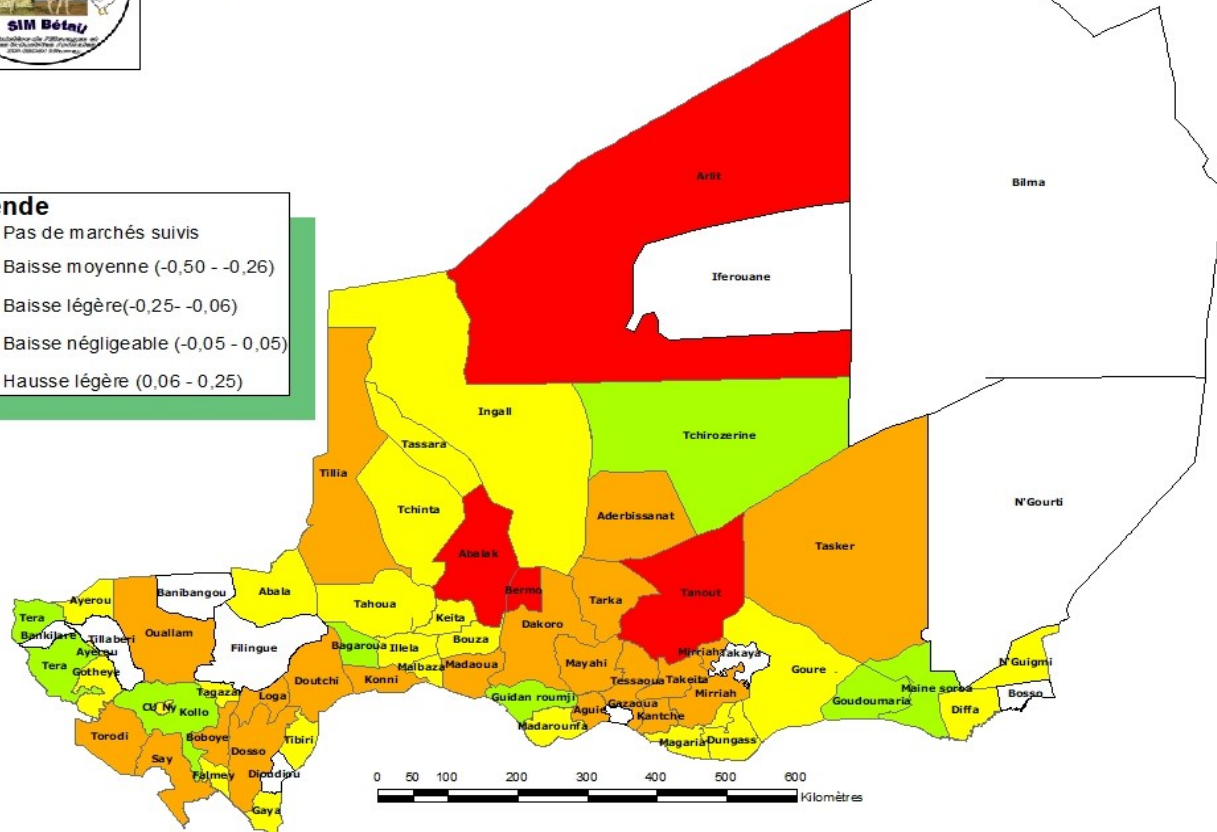 SIM Bétail
ende
Pas de marchés suivis
Baisse moyenne (-0,50 - -0,26)
Baisse légère(-0,25- -0,06)
Baisse négligeable (-0,05 - 0,05)
Hausse légère (0,06 - 0,25)
Arlit
Bilma
Iferouane
Ingall
Tchirozerine
Tassara
Tillia
Tchinta
N'Gourti
Aderbissanat
Tasker
Abalak
Bermo
Tanout
Banibangou
Abala
Ayerou
Tahoua
Tarka
Tera
Keita
Dakoro
Bankilare
Tillaberi
Ouallam
Ayerou
Filingue
Bagaroua
Illela
Bouza
Mirriah
Takaya
Tera
Gotheye
Malbaza
Madaoua
Mayahi
Goure
N'Guigmi
Doutchi
Konni
Tessaoua
Takeita
Mirriah
Maine soroa
Bosso
Tagazar
Loga
Guidan roumji
Gazaoua
Goudoumaria
Kollo
Aguie
Kantche
Diffa
Torodi
Boboye
Tibiri
Madarounfa
Magaria
Dungass
Say
Dosso
Falmey
Dioudiou
Gaya
0 50 100 200 300 400 500 600
Kilomètres